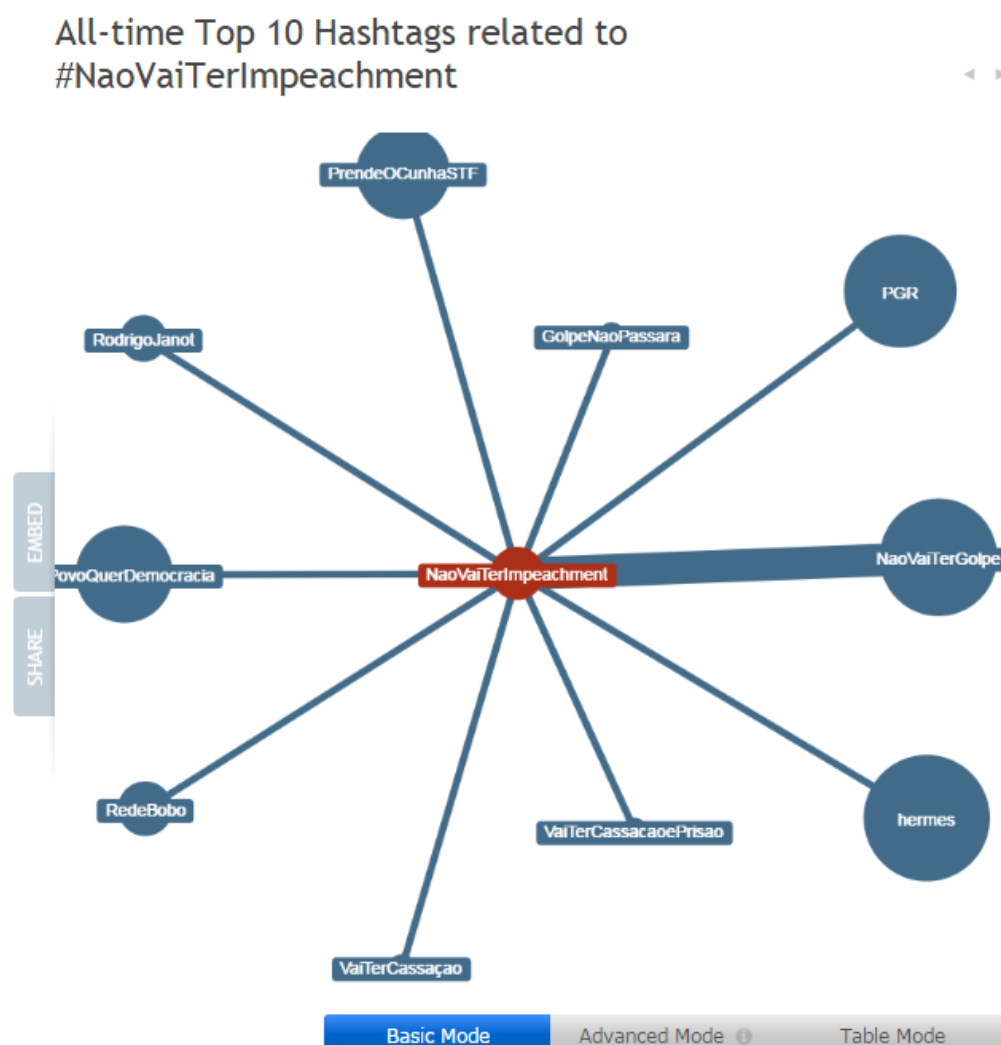 All-time Top 10 Hashtags related to
#NaoVaiTerImpeachment
PrendeOCunhaSTF
PGR
RodrigoJanot
GolpeNaoPassara
EMBED
NaoVaiTerGolpe
PovoQuerDemocracia
NaoVaiTerImpeachment
SHARE
RedeBobo
hermes
VaiTerCassacaoePrisao
VaiTerCassaçao
Basic Mode
Advanced Mode
Table Mode